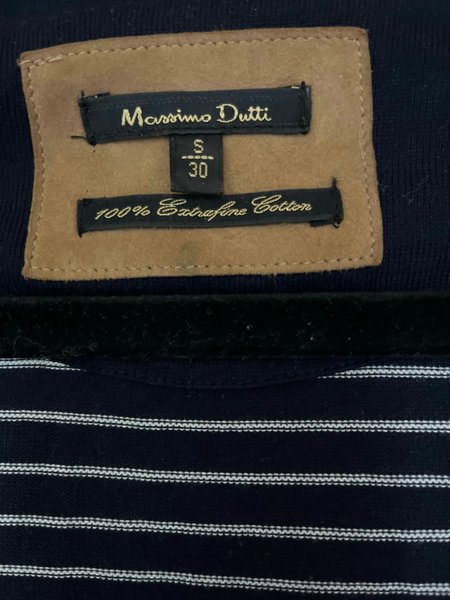 Massimo Dutti
S
30
100% Extrafine Cotton